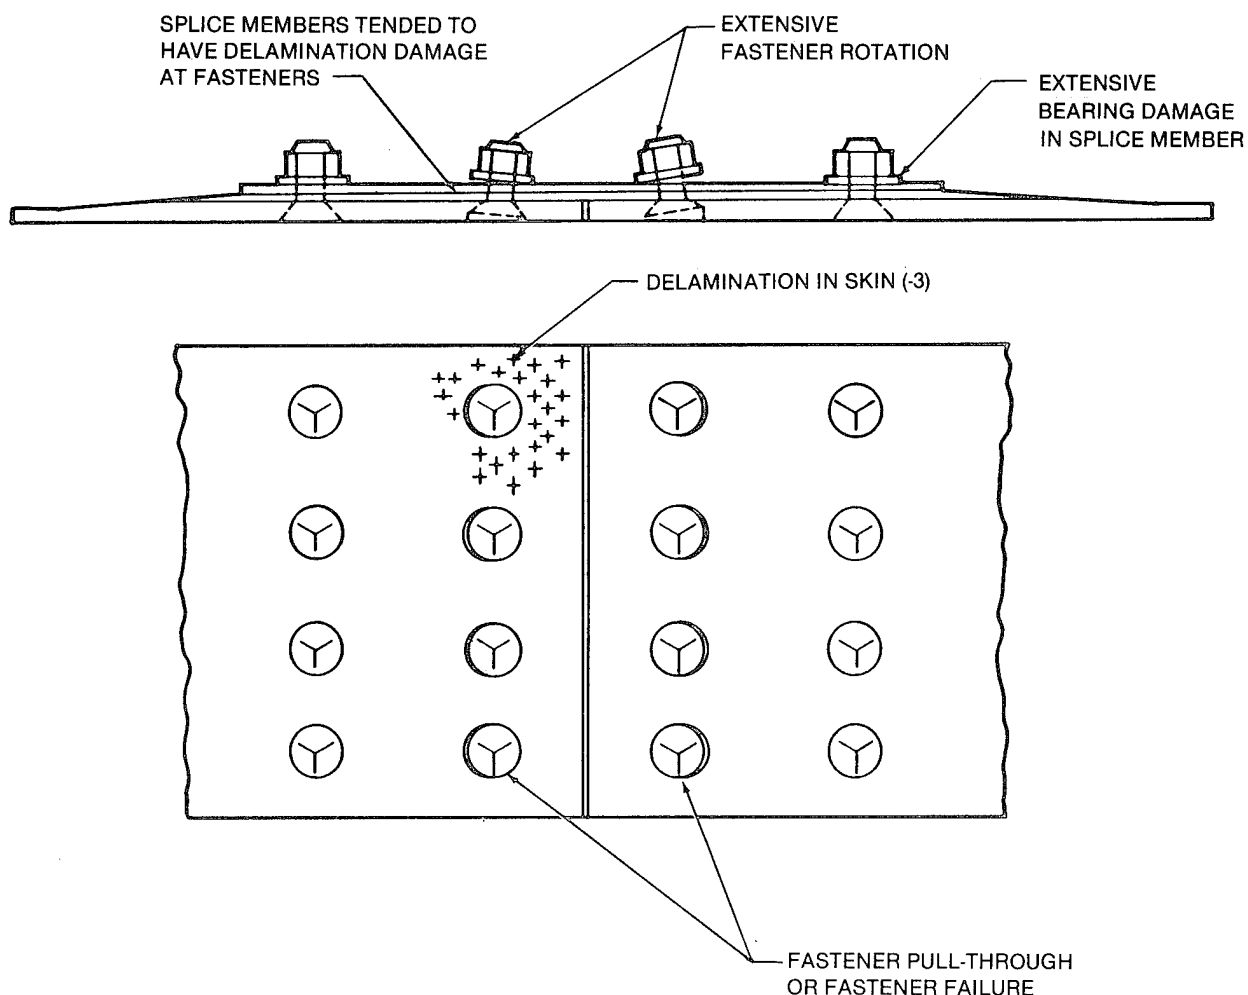 SPLICE MEMBERS TENDED TO
HAVE DELAMINATION DAMAGE
AT FASTENERS
EXTENSIVE
FASTENER ROTATION
EXTENSIVE
BEARING DAMAGE
IN SPLICE MEMBER
DELAMINATION IN SKIN (-3)
FASTENER PULL-THROUGH
OR FASTENER FAILURE